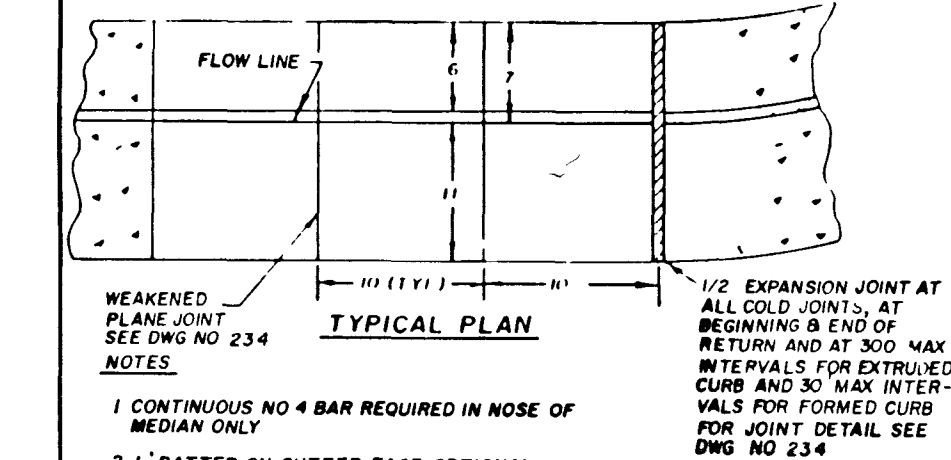 FLOW LINE
6
7
11
10 (TYP)
10
WEAKENED
PLANE JOINT
SEE DWG NO 234
TYPICAL PLAN
1/2 EXPANSION JOINT AT
ALL COLD JOINTS, AT
BEGINNING & END OF
RETURN AND AT 300 MAX
INTERVALS FOR EXTRUDED
CURB AND 30' MAX INTER-
VALS FOR FORMED CURB
FOR JOINT DETAIL SEE
DWG NO 234
NOTES
1 CONTINUOUS NO 4 BAR REQUIRED IN NOSE OF
MEDIAN ONLY